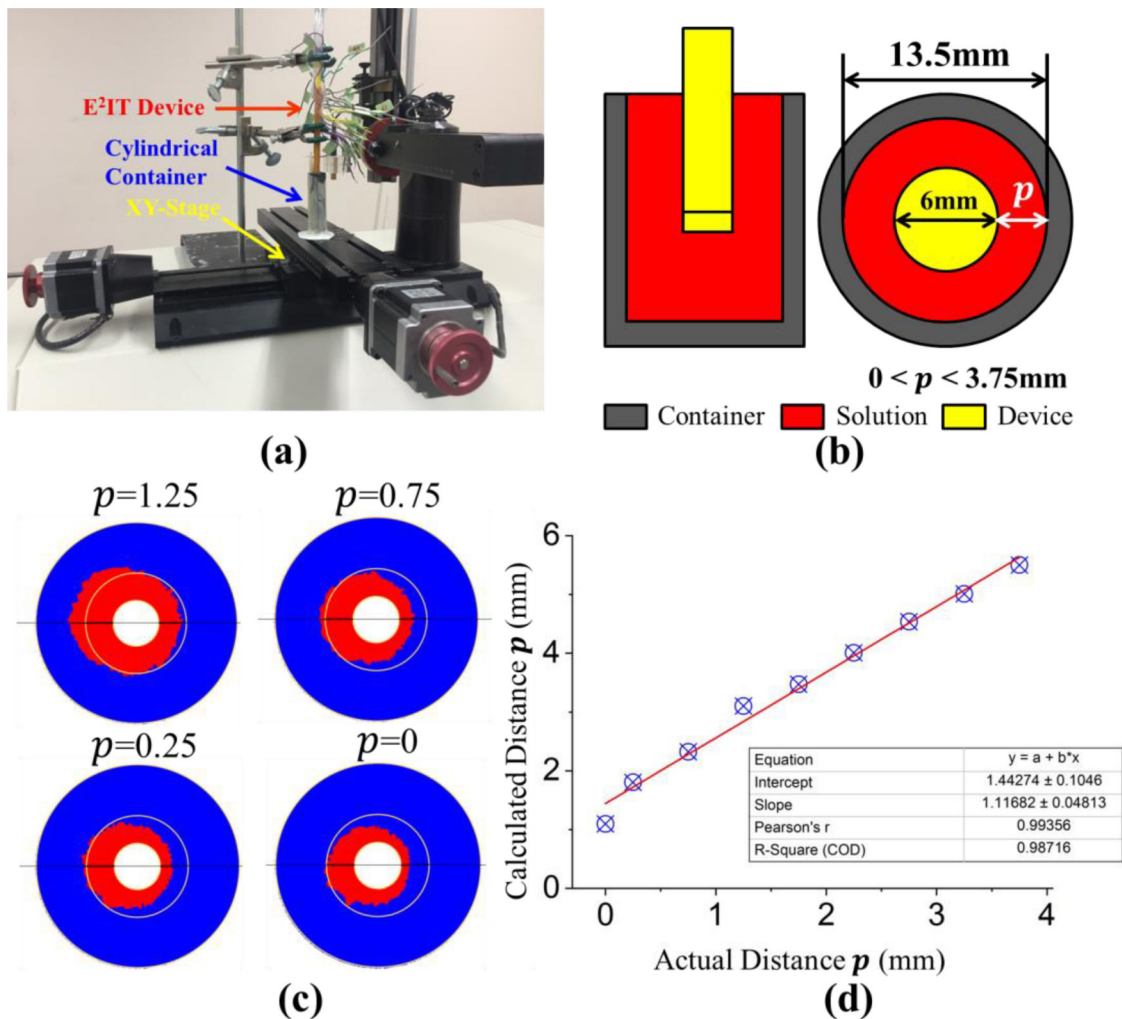 E²IT Device
Cylindrical
Container
XY-Stage
(a)
13.5mm
6mm
p
0 < p < 3.75mm
Container
Solution
Device
(b)
p=1.25
p=0.75
p=0.25
p=0
(c)
6
4
2
0
0 1 2 3 4
Calculated Distance p (mm)
Actual Distance p (mm)
Equation y = a + b*x
Intercept 1.44274 ± 0.1046
Slope 1.11682 ± 0.04813
Pearson's r 0.99356
R-Square (COD) 0.98716
(d)